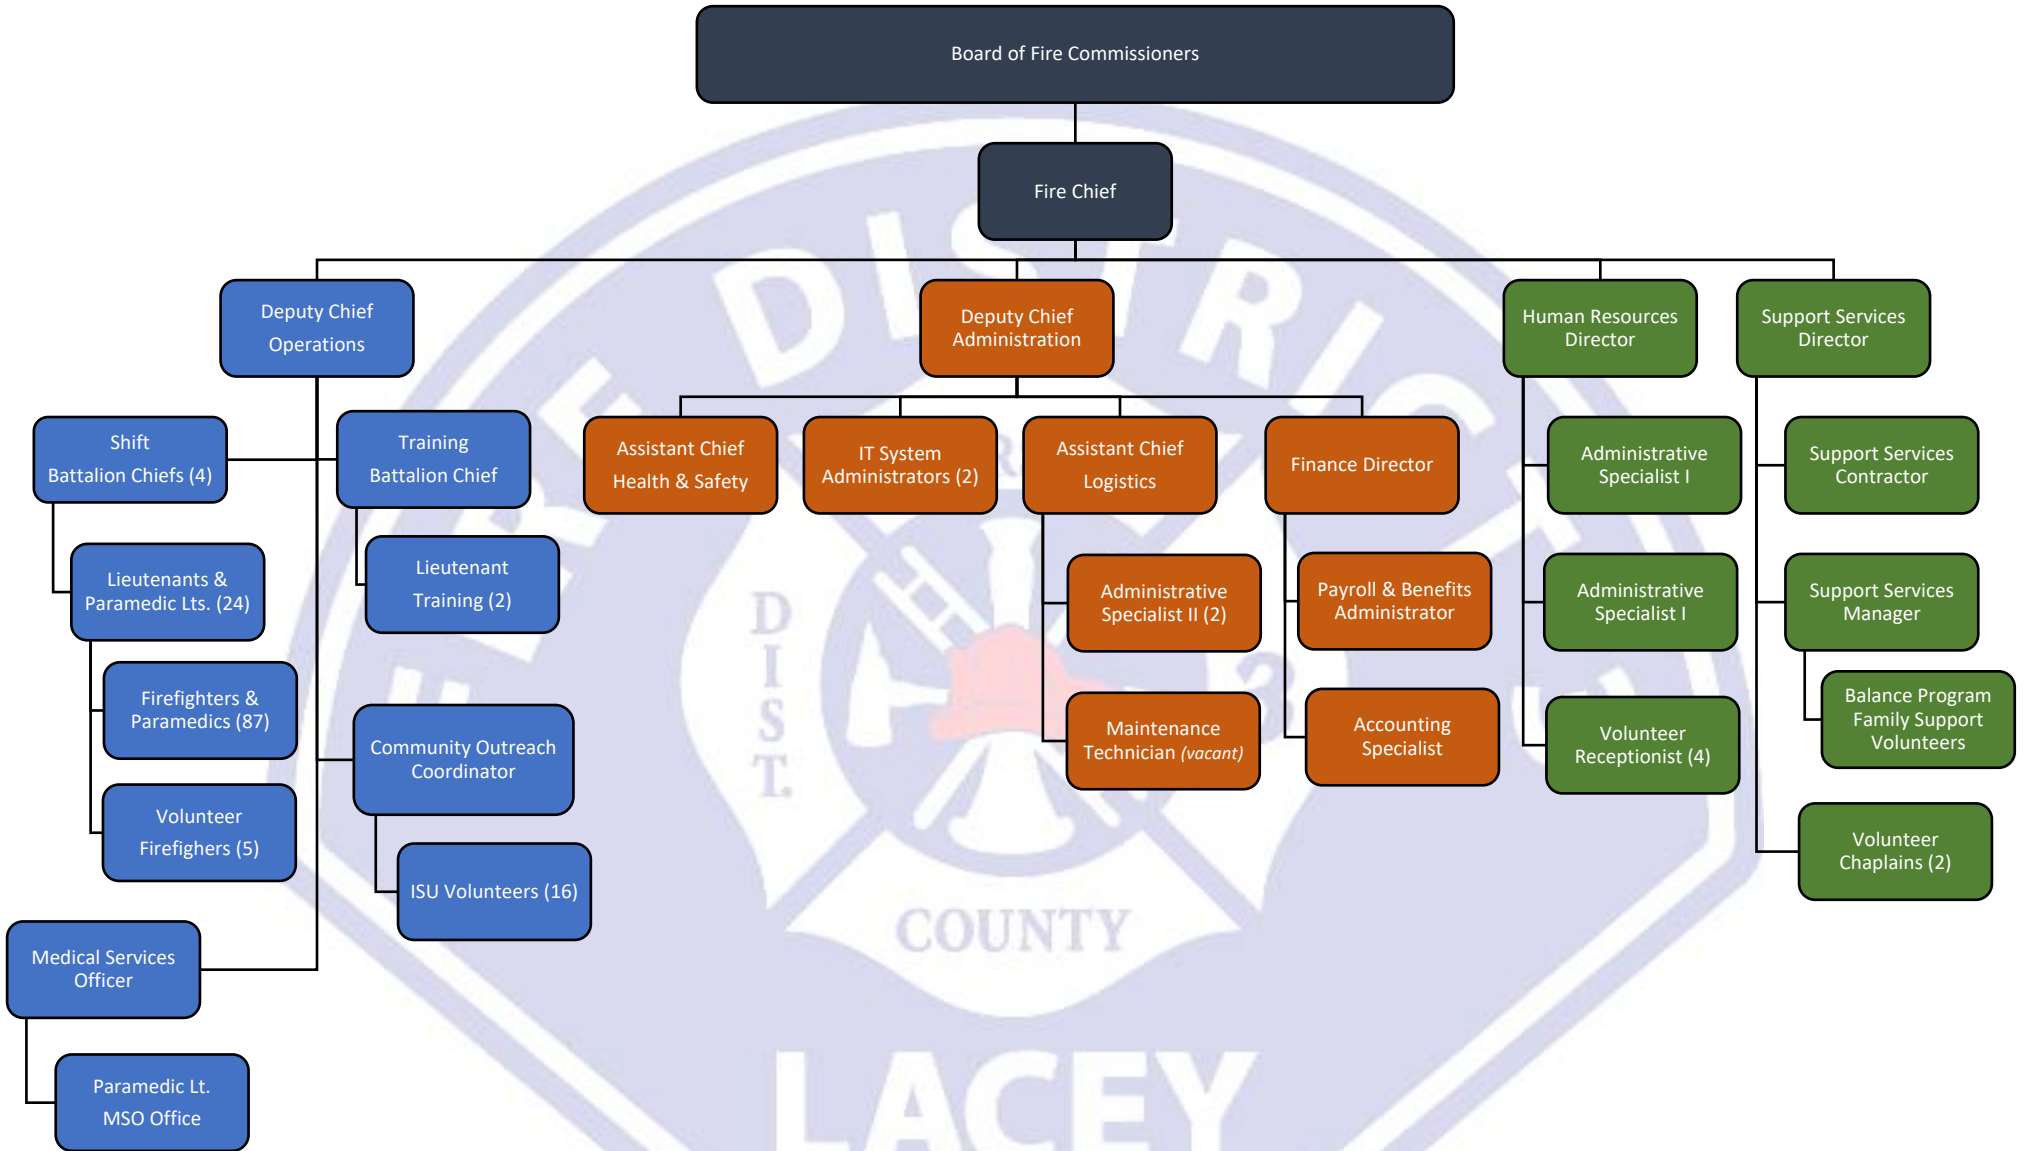 Board of Fire Commissioners
Fire Chief
Deputy Chief
Operations
Deputy Chief
Administration
Human Resources
Director
Support Services
Director
Shift
Battalion Chiefs (4)
Training
Battalion Chief
Assistant Chief
Health & Safety
IT System
Administrators (2)
Assistant Chief
Logistics
Finance Director
Administrative
Specialist I
Support Services
Contractor
Lieutenants &
Paramedic Lts. (24)
Lieutenant
Training (2)
Administrative
Specialist II (2)
Payroll & Benefits
Administrator
Administrative
Specialist I
Support Services
Manager
Firefighters &
Paramedics (87)
Community Outreach
Coordinator
Maintenance
Technician (vacant)
Accounting
Specialist
Volunteer
Receptionist (4)
Balance Program
Family Support
Volunteers
Volunteer
Firefighers (5)
ISU Volunteers (16)
Volunteer
Chaplains (2)
Medical Services
Officer
Paramedic Lt.
MSO Office
FIRE DISTRICT 3
DIST.
COUNTY
LACEY